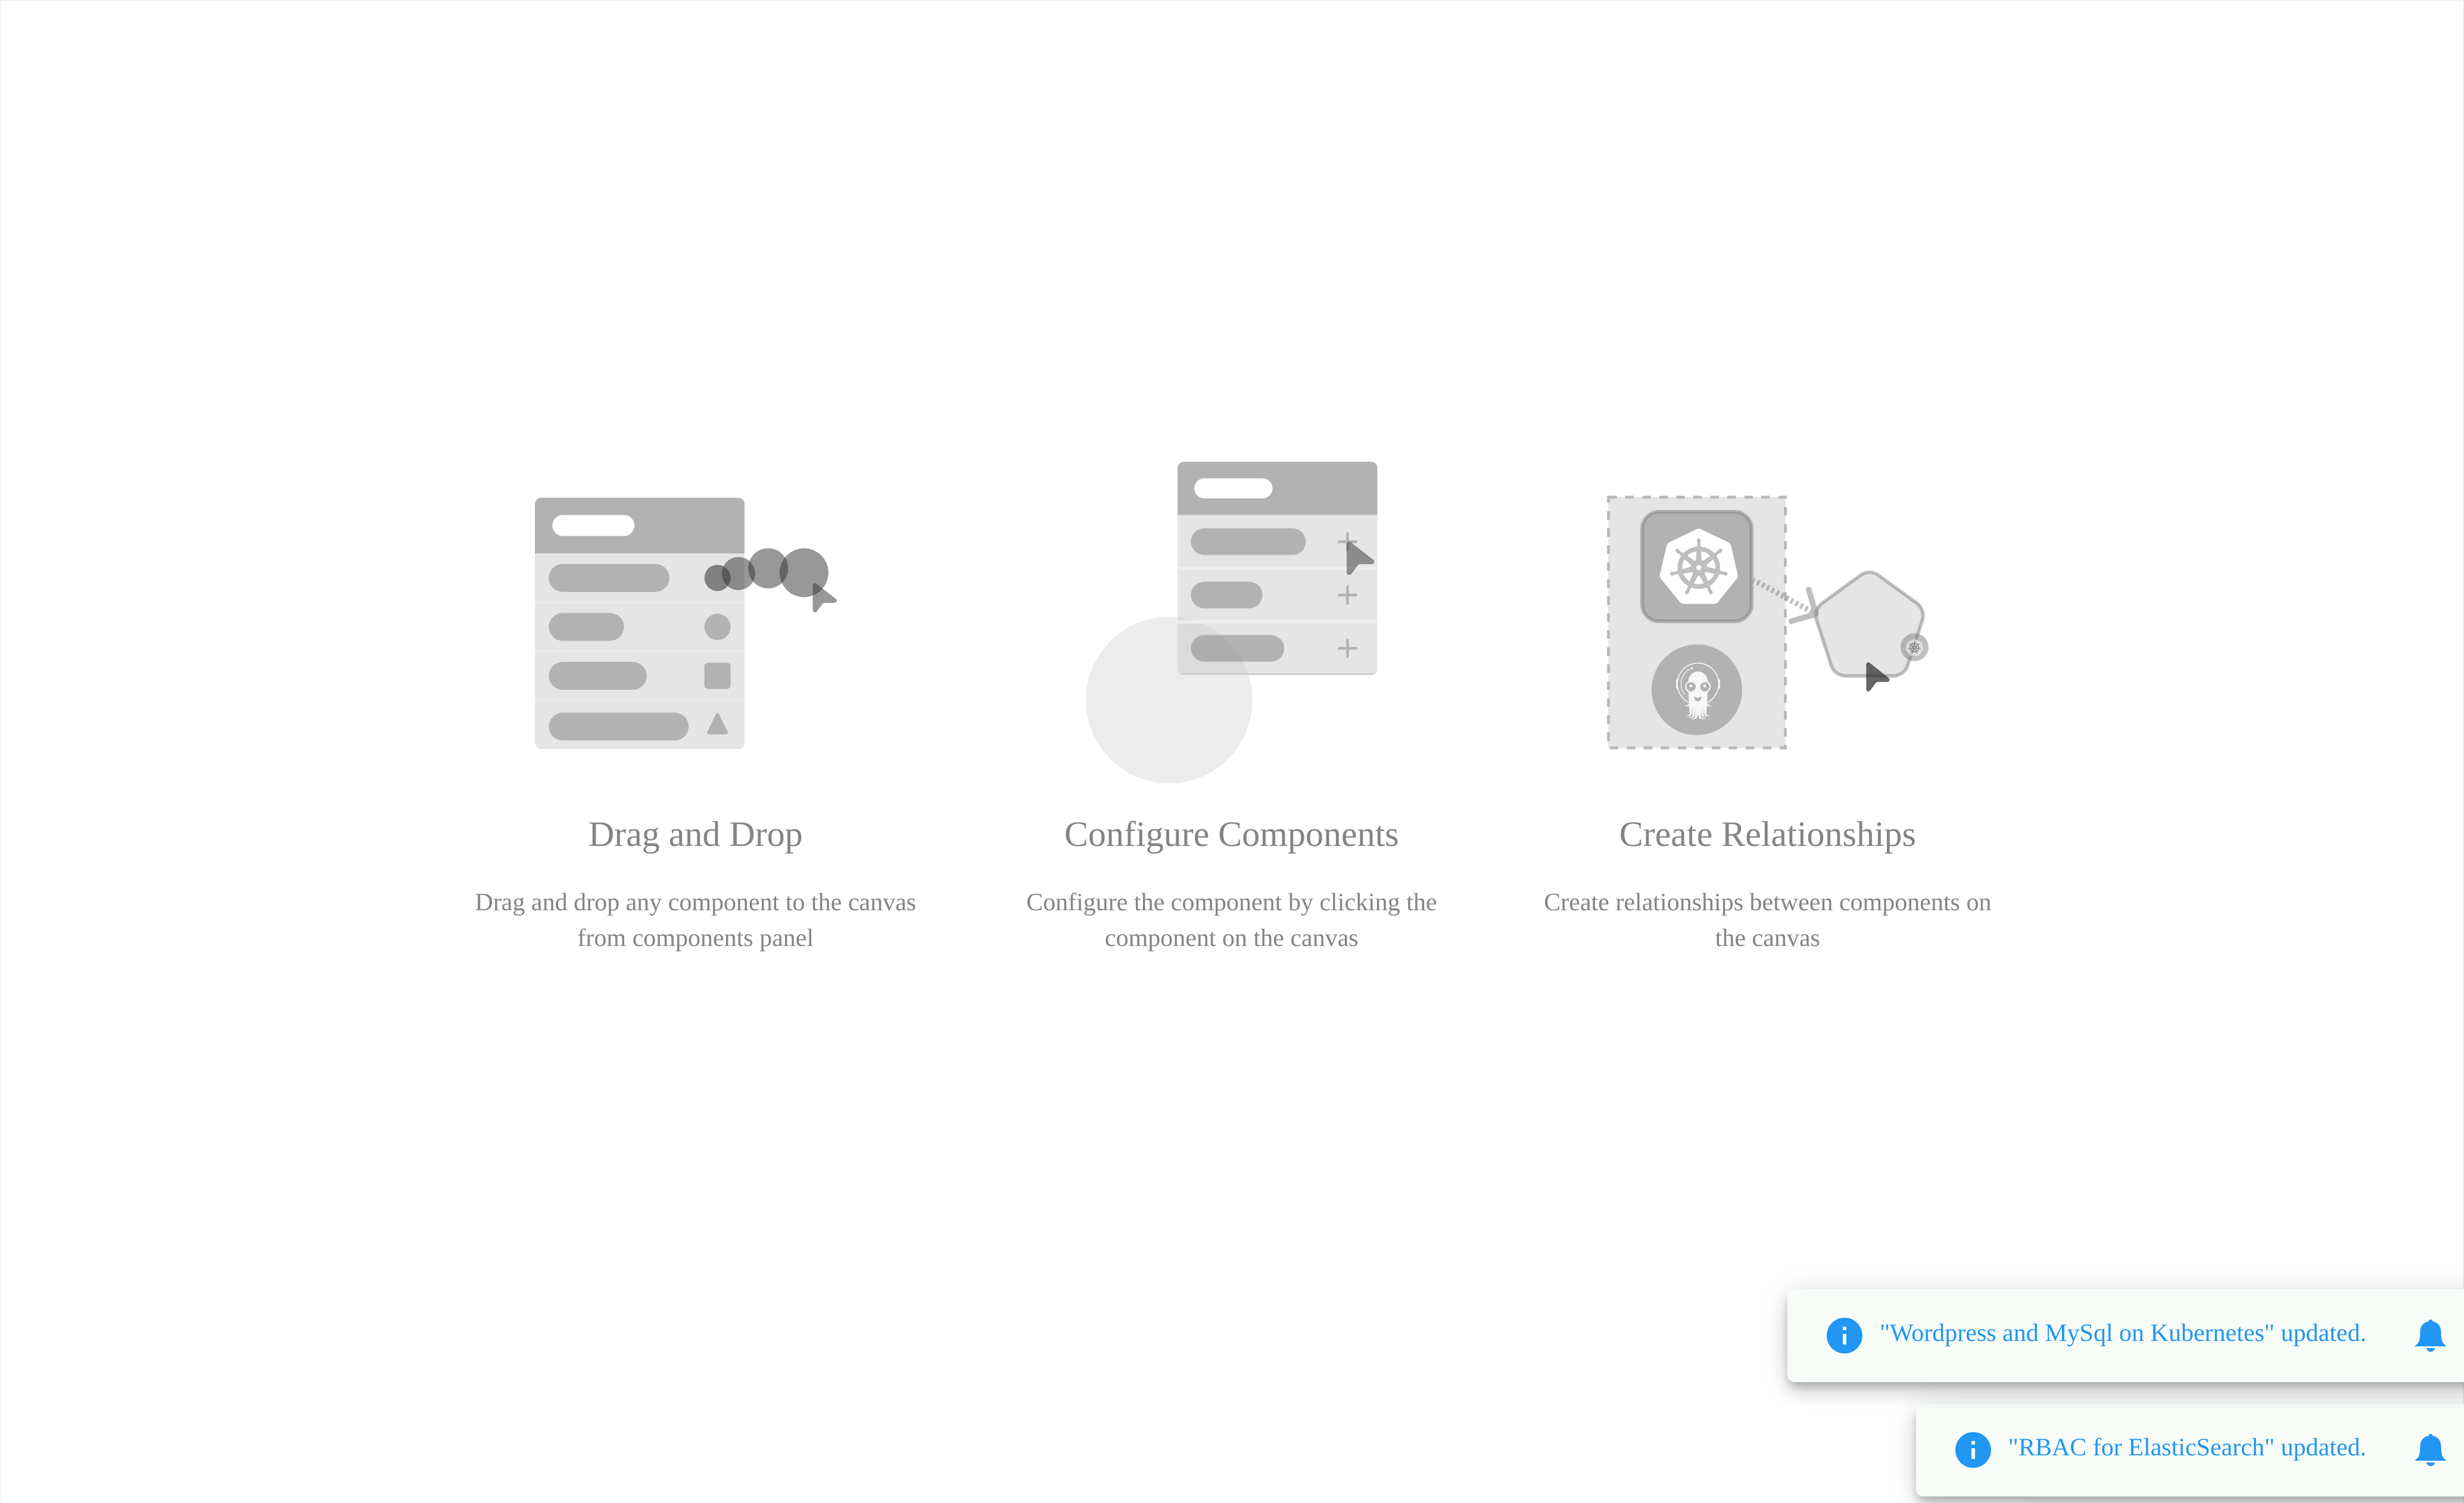 Drag and Drop
Drag and drop any component to the canvas
from components panel
Configure Components
Configure the component by clicking the
component on the canvas
Create Relationships
Create relationships between components on
the canvas
"Wordpress and MySql on Kubernetes" updated.
"RBAC for ElasticSearch" updated.